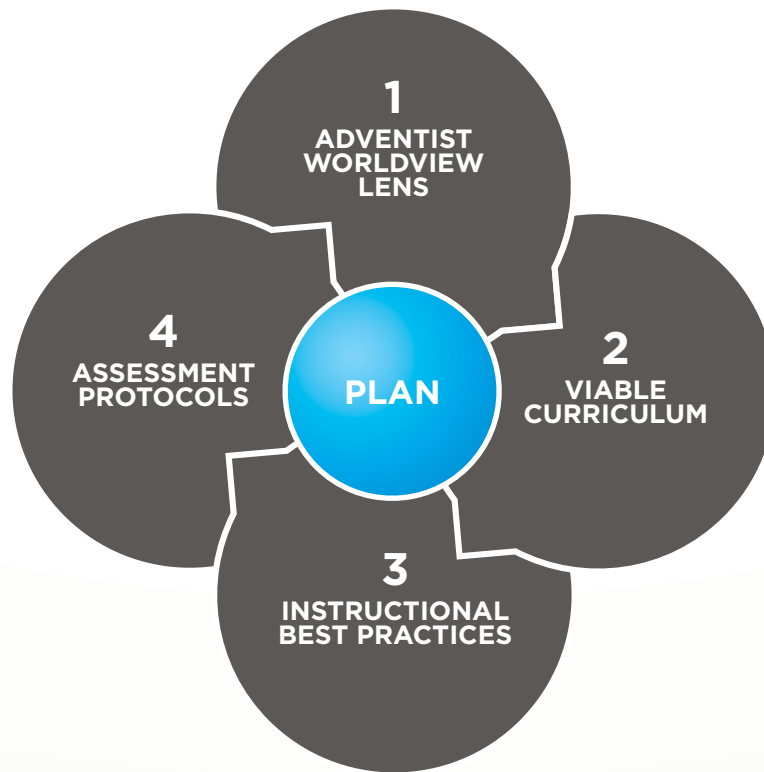 1
ADVENTIST
WORLDVIEW
LENS
4
ASSESSMENT
PROTOCOLS
PLAN
2
VIABLE
CURRICULUM
3
INSTRUCTIONAL
BEST PRACTICES